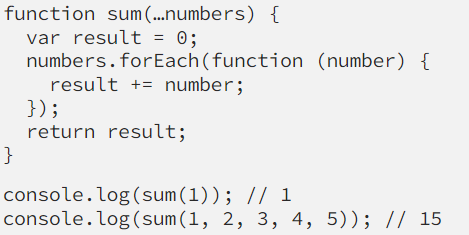 function sum(…numbers) {
  var result = 0;
  numbers.forEach(function (number) {
    result += number;
  });
  return result;
}

console.log(sum(1)); // 1
console.log(sum(1, 2, 3, 4, 5)); // 15